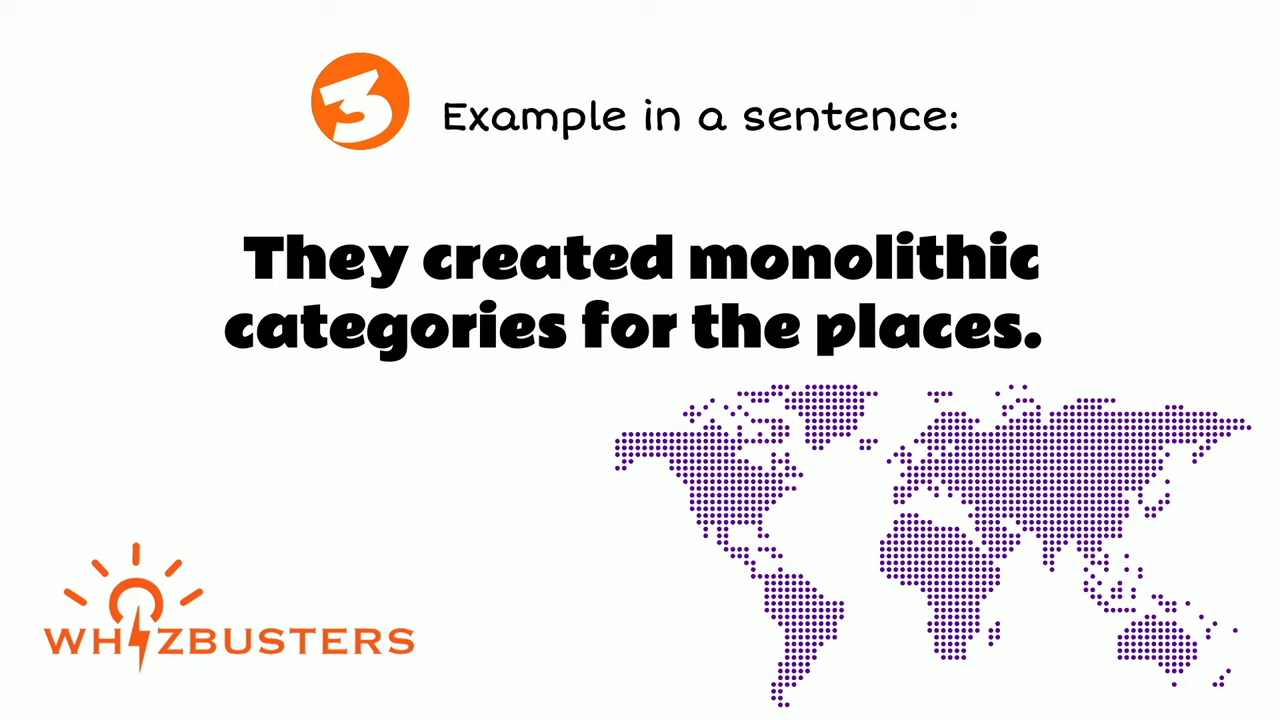 3 Example in a sentence:
They created monolithic
categories for the places.
WHIZBUSTERS